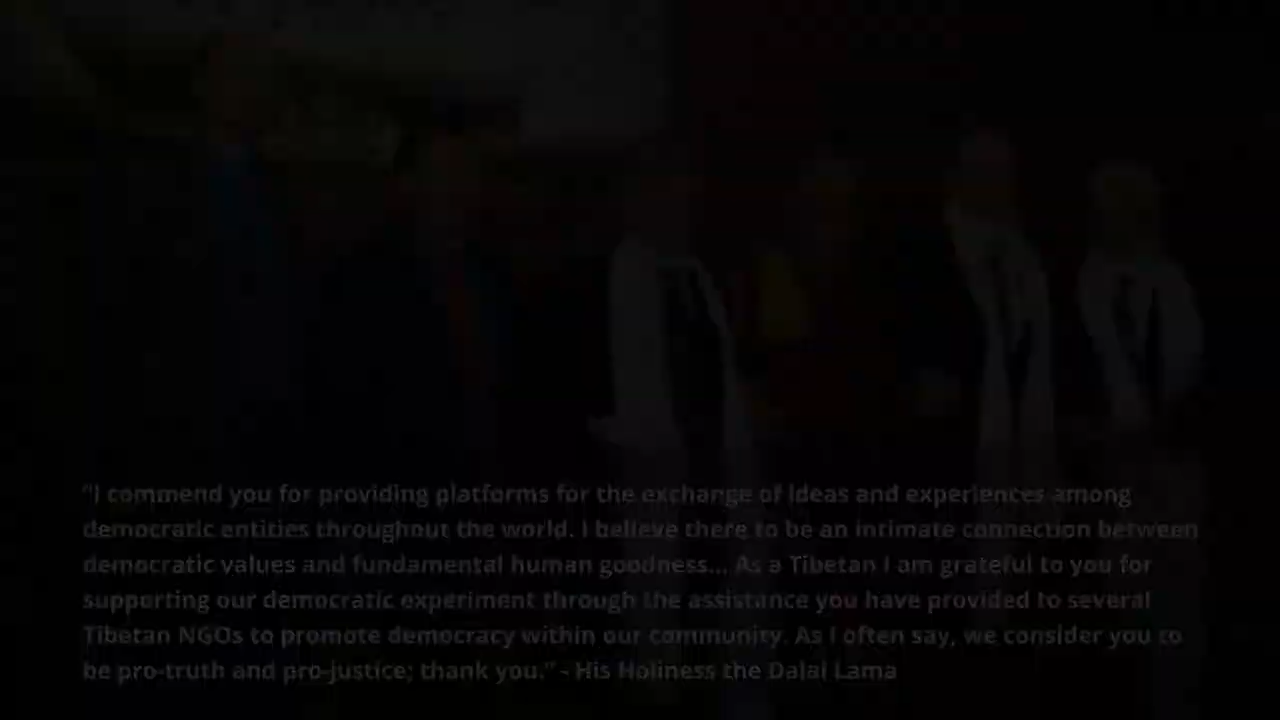 "I commend you for providing platforms for the exchange of ideas and experiences among
democratic entities throughout the world. I believe there to be an intimate connection between
democratic values and fundamental human goodness... As a Tibetan I am grateful to you for
supporting our democratic experiment through the assistance you have provided to several
Tibetan NGOs to promote democracy within our community. As I often say, we consider you to
be pro-truth and pro-justice; thank you." - His Holiness the Dalai Lama